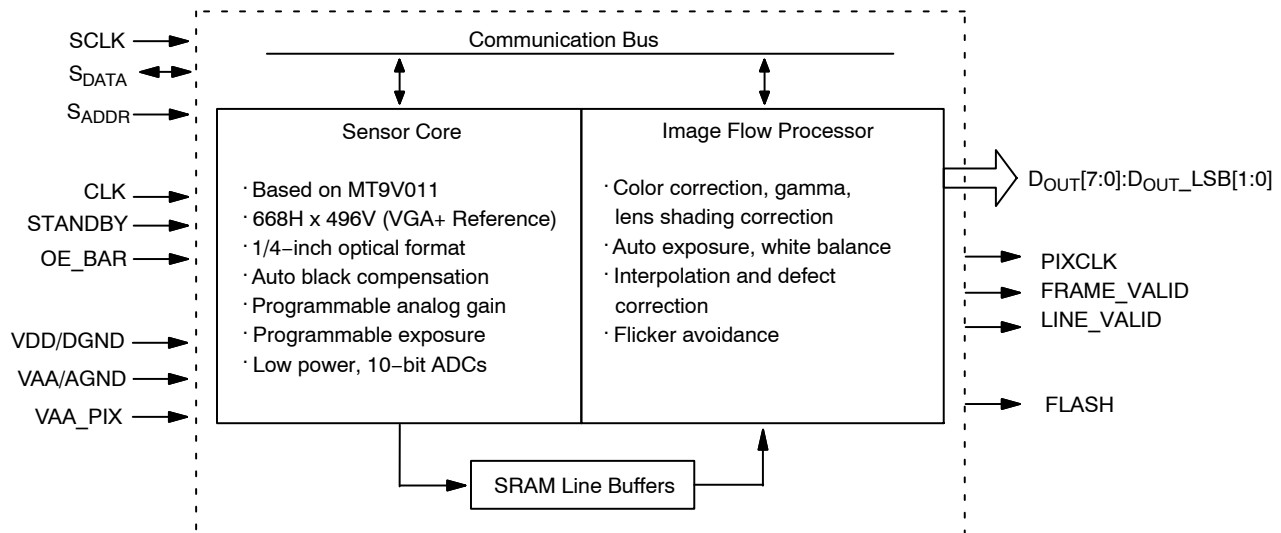 SCLK
SDATA
SADDR
CLK
STANDBY
OE_BAR
VDD/DGND
VAA/AGND
VAA_PIX
Communication Bus
Sensor Core
· Based on MT9V011
· 668H x 496V (VGA+ Reference)
· 1/4−inch optical format
· Auto black compensation
· Programmable analog gain
· Programmable exposure
· Low power, 10−bit ADCs
Image Flow Processor
· Color correction, gamma,
lens shading correction
· Auto exposure, white balance
· Interpolation and defect
correction
· Flicker avoidance
SRAM Line Buffers
DOUT[7:0]:DOUT_LSB[1:0]
PIXCLK
FRAME_VALID
LINE_VALID
FLASH